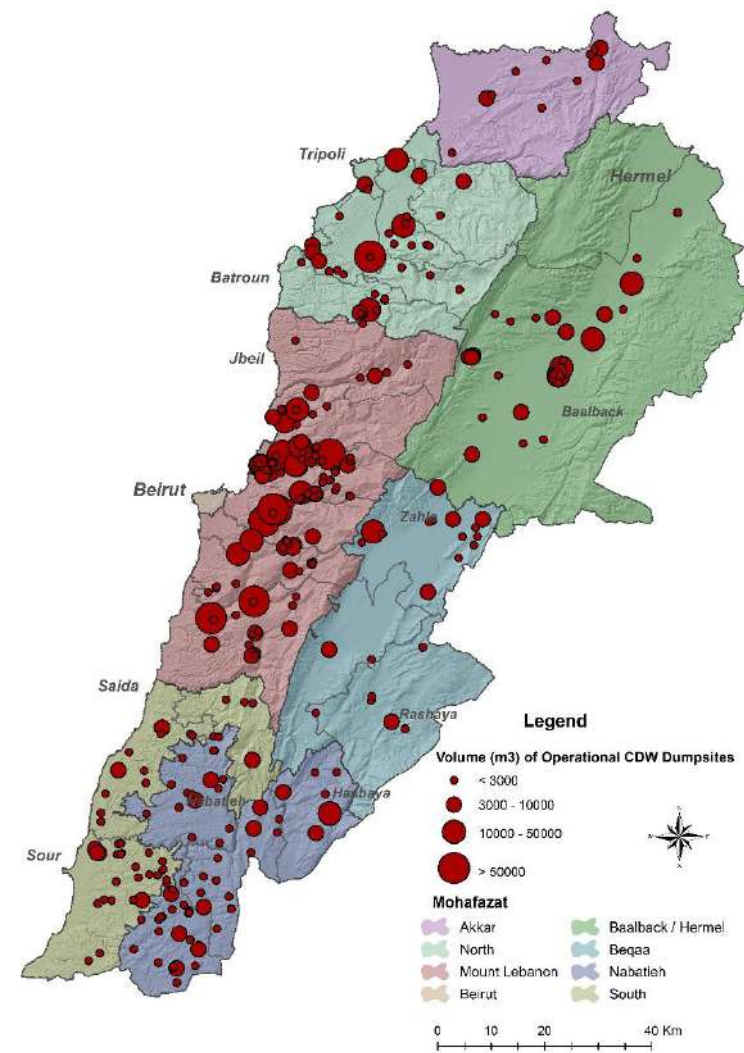 Tripoli
Hermel
Batroun
Jbeil
Baalback
Beirut
Zahle
Saida
Rashaya
Hasbaya
Nabatieh
Sour
Legend
Volume (m3) of Operational CDW Dumpsites
< 3000
3000 - 10000
10000 - 50000
> 50000
Mohafazat
Akkar
Baalback / Hermel
North
Beqaa
Mount Lebanon
Nabatieh
Beirut
South
0 10 20 40 Km